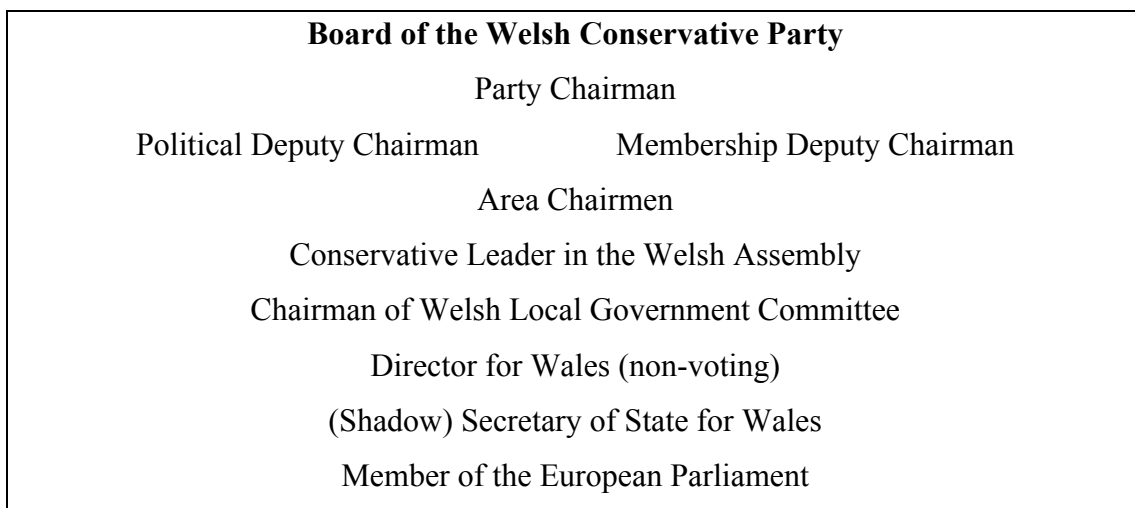 Board of the Welsh Conservative Party
Party Chairman
Political Deputy Chairman Membership Deputy Chairman
Area Chairmen
Conservative Leader in the Welsh Assembly
Chairman of Welsh Local Government Committee
Director for Wales (non-voting)
(Shadow) Secretary of State for Wales
Member of the European Parliament